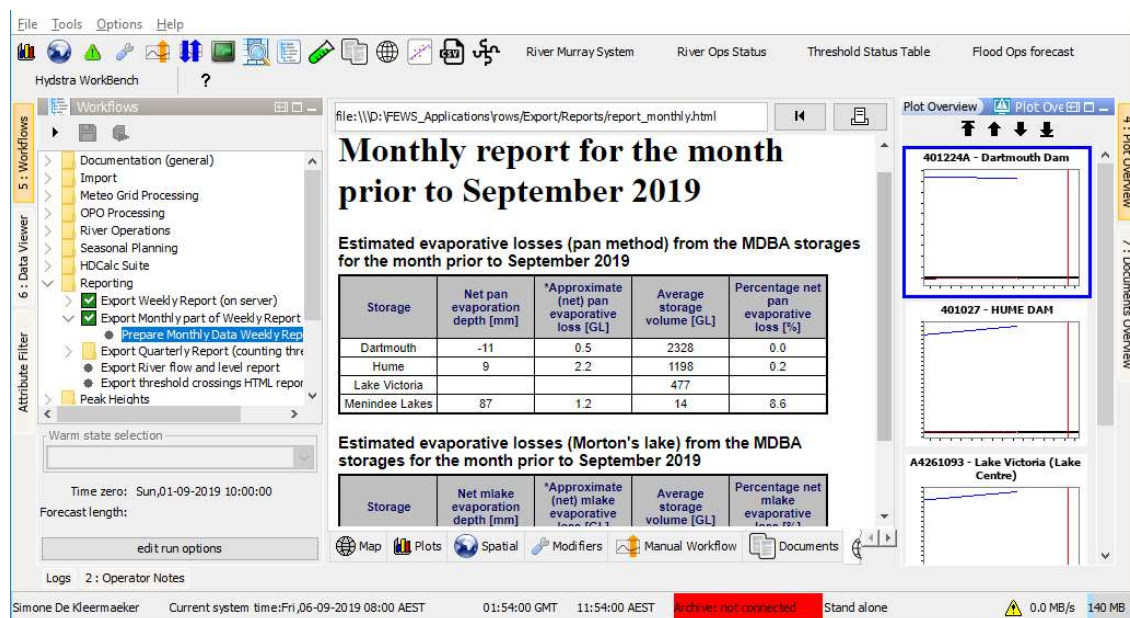 File Tools Options Help
River Murray System River Ops Status Threshold Status Table Flood Ops forecast
Hydstra WorkBench ?
Workflows
5 : Workflows
6 : Data Viewer
Attribute Filter
Documentation (general)
Import
Meteo Grid Processing
OPO Processing
River Operations
Seasonal Planning
HDCalc Suite
Reporting
Export Weekly Report (on server)
Export Monthly part of Weekly Report
Prepare Monthly Data Weekly Rep
Export Quarterly Report (counting thre
Export River flow and level report
Export threshold crossings HTML repor
Peak Heights
Warm state selection
Time zero: Sun,01-09-2019 10:00:00
Forecast length:
edit run options
file:\\\D:\FEWS_Applications\rows/Export/Reports/report_monthly.html
Monthly report for the month
prior to September 2019
Estimated evaporative losses (pan method) from the MDBA storages
for the month prior to September 2019
Storage Net pan evaporation depth [mm] *Approximate (net) pan evaporative loss [GL] Average storage volume [GL] Percentage net pan evaporative loss [%]
Dartmouth -11 0.5 2328 0.0
Hume 9 2.2 1198 0.2
Lake Victoria 477
Menindee Lakes 87 1.2 14 8.6
Estimated evaporative losses (Morton's lake) from the MDBA
storages for the month prior to September 2019
Storage Net mlake evaporation depth [mm] *Approximate (net) mlake evaporative loss [GL] Average storage volume [GL] Percentage net mlake evaporative loss [%]
Map Plots Spatial Modifiers Manual Workflow Documents
Plot Overview Plot Ove
401224A - Dartmouth Dam
401027 - HUME DAM
A4261093 - Lake Victoria (Lake
Centre)
4 : Plot Overview
7 : Documents Overview
Logs 2 : Operator Notes
Simone De Kleermaeker Current system time:Fri,06-09-2019 08:00 AEST 01:54:00 GMT 11:54:00 AEST Archive: not connected Stand alone 0.0 MB/s 140 MB